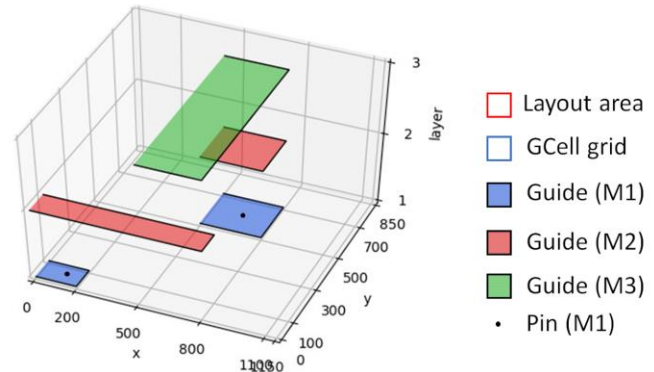 3
2
layer
1
850
700
500
y
300
100
0
0
200
500
x
800
1100
1150
Layout area
GCell grid
Guide (M1)
Guide (M2)
Guide (M3)
Pin (M1)